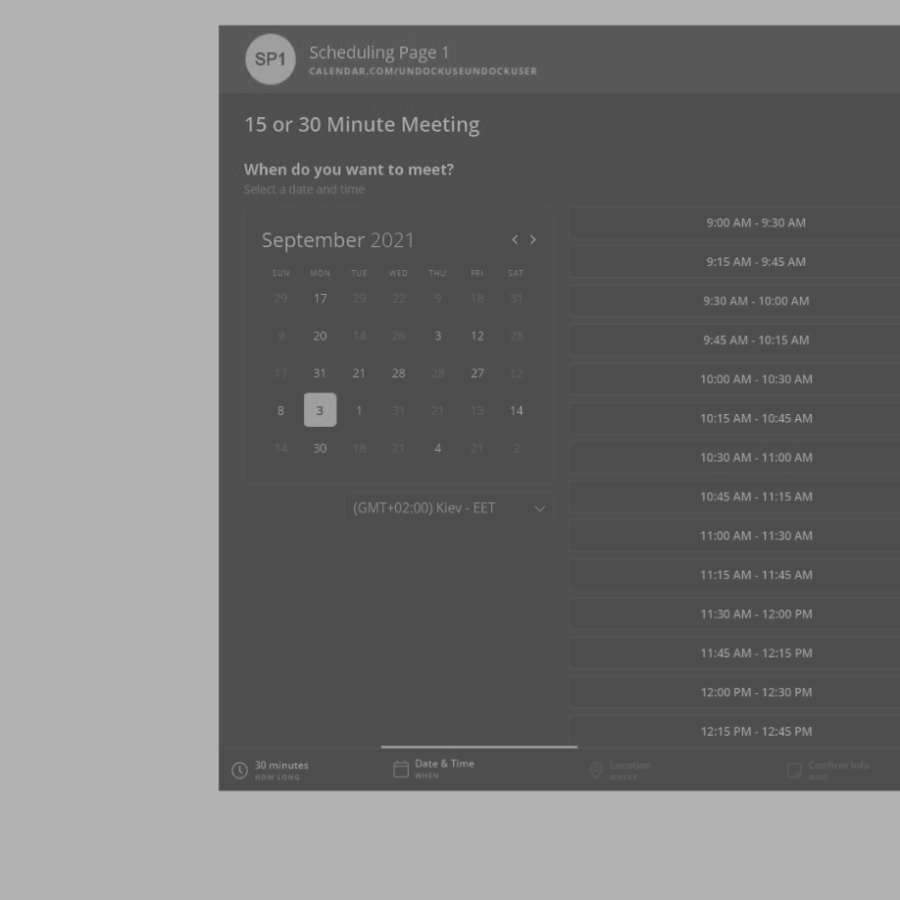 SP1
Scheduling Page 1
CALENDAR.COM/UNDOCKUSEUNDOCKUSER
15 or 30 Minute Meeting
When do you want to meet?
Select a date and time
September 2021
SUN MON TUE WED THU FRI SAT
29 17 29 22 9 18 31
9 20 14 26 3 12 28
17 31 21 28 28 27 12
8 3 1 31 21 13 14
14 30 18 21 4 21 2
(GMT+02:00) Kiev - EET
9:00 AM - 9:30 AM
9:15 AM - 9:45 AM
9:30 AM - 10:00 AM
9:45 AM - 10:15 AM
10:00 AM - 10:30 AM
10:15 AM - 10:45 AM
10:30 AM - 11:00 AM
10:45 AM - 11:15 AM
11:00 AM - 11:30 AM
11:15 AM - 11:45 AM
11:30 AM - 12:00 PM
11:45 AM - 12:15 PM
12:00 PM - 12:30 PM
12:15 PM - 12:45 PM
30 minutes
HOW LONG
Date & Time
WHEN
Location
WHERE
Confirm Info
WHO